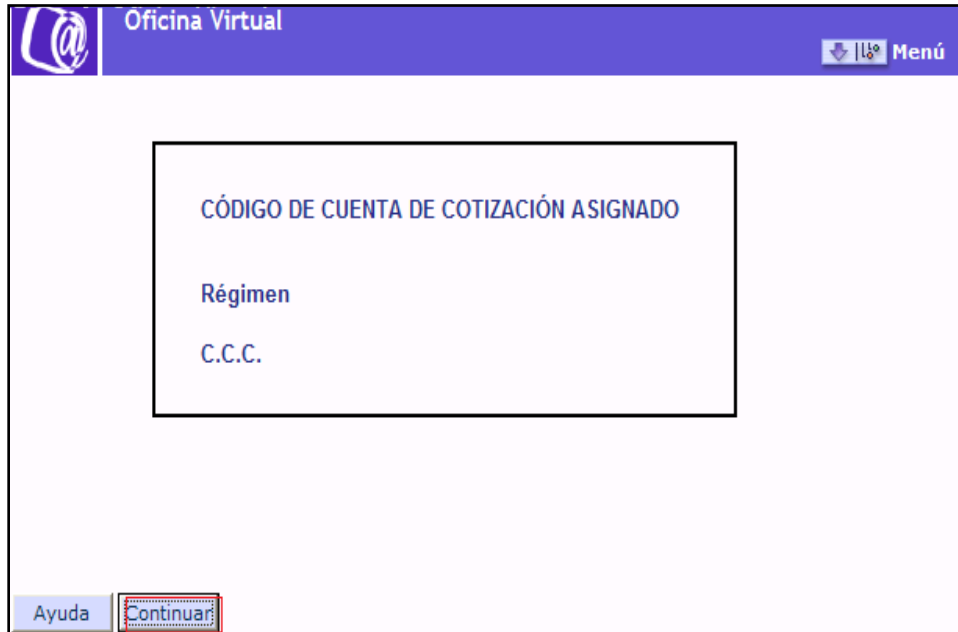 Oficina Virtual
Menú
CÓDIGO DE CUENTA DE COTIZACIÓN ASIGNADO
Régimen
C.C.C.
Ayuda
Continuar